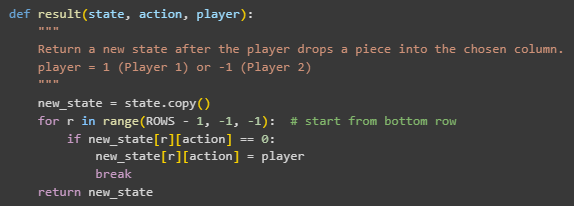 def result(state, action, player):
    """
    Return a new state after the player drops a piece into the chosen column.
    player = 1 (Player 1) or -1 (Player 2)
    """
    new_state = state.copy()
    for r in range(ROWS - 1, -1, -1):  # start from bottom row
        if new_state[r][action] == 0:
            new_state[r][action] = player
            break
    return new_state